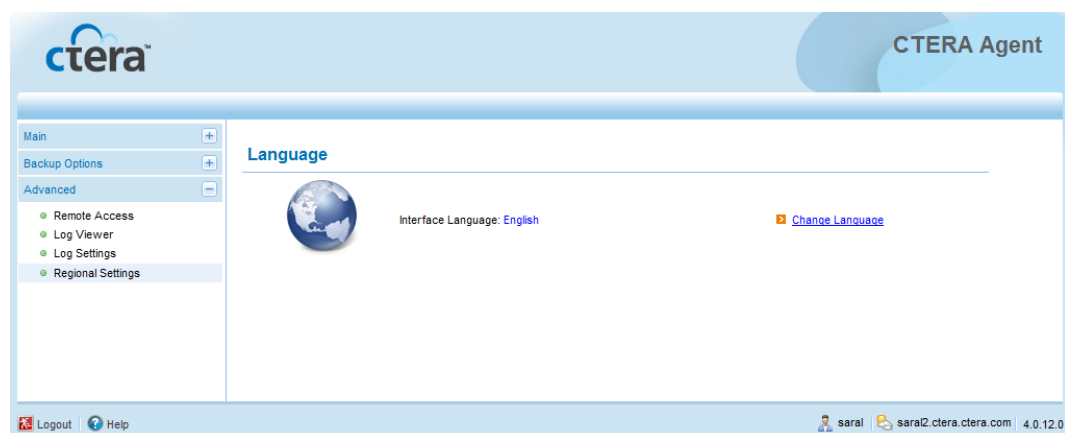 ctera™
CTERA Agent
Main
Backup Options
Advanced
Remote Access
Log Viewer
Log Settings
Regional Settings
Language
Interface Language: English
Change Language
Logout
Help
saral
saral2.ctera.ctera.com
4.0.12.0